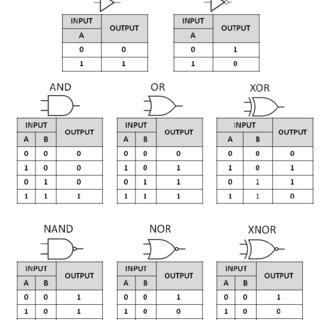 INPUT OUTPUT INPUT OUTPUT
A A
0 0 0 1
1 1 1 0
AND OR XOR
INPUT OUTPUT INPUT OUTPUT INPUT OUTPUT
A B A B A B
0 0 0 0 0 0 0 0 0
1 0 0 1 0 1 1 0 1
0 1 0 0 1 1 0 1 1
1 1 1 1 1 1 1 1 0
NAND NOR XNOR
INPUT OUTPUT INPUT OUTPUT INPUT OUTPUT
A B A B A B
0 0 1 0 0 1 0 0 1
1 0 1 1 0 0 1 0 0